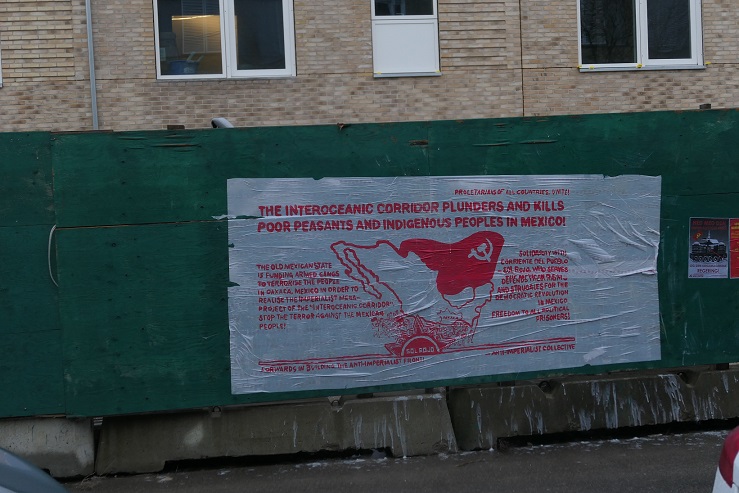 PROLETARIANS OF ALL COUNTRIES, UNITE!
THE INTEROCEANIC CORRIDOR PLUNDERS AND KILLS
POOR PEASANTS AND INDIGENOUS PEOPLES IN MEXICO!
THE OLD MEXICAN STATE
IS FUNDING ARMED GANGS
TO TERRORISE THE PEOPLE
IN OAXACA, MEXICO IN ORDER TO
REALISE THE IMPERIALIST
PROJECT OF THE "INTEROCEANIC CORRIDOR"
STOP THE TERROR AGAINST THE MEXICAN
PEOPLE!
SOLIDARITY WITH
CORRIENTE DEL PUEBLO
SOL ROJO, WHO SERVES
THE PEOPLE
AND STRUGGLES FOR THE
DEMOCRATIC REVOLUTION
IN MEXICO
FREEDOM TO ALL POLITICAL
PRISONERS!
SOL ROJO
FORWARDS IN BUILDING THE ANTI-IMPERIALIST FRONT!
ANTI-IMPERIALIST COLLECTIVE